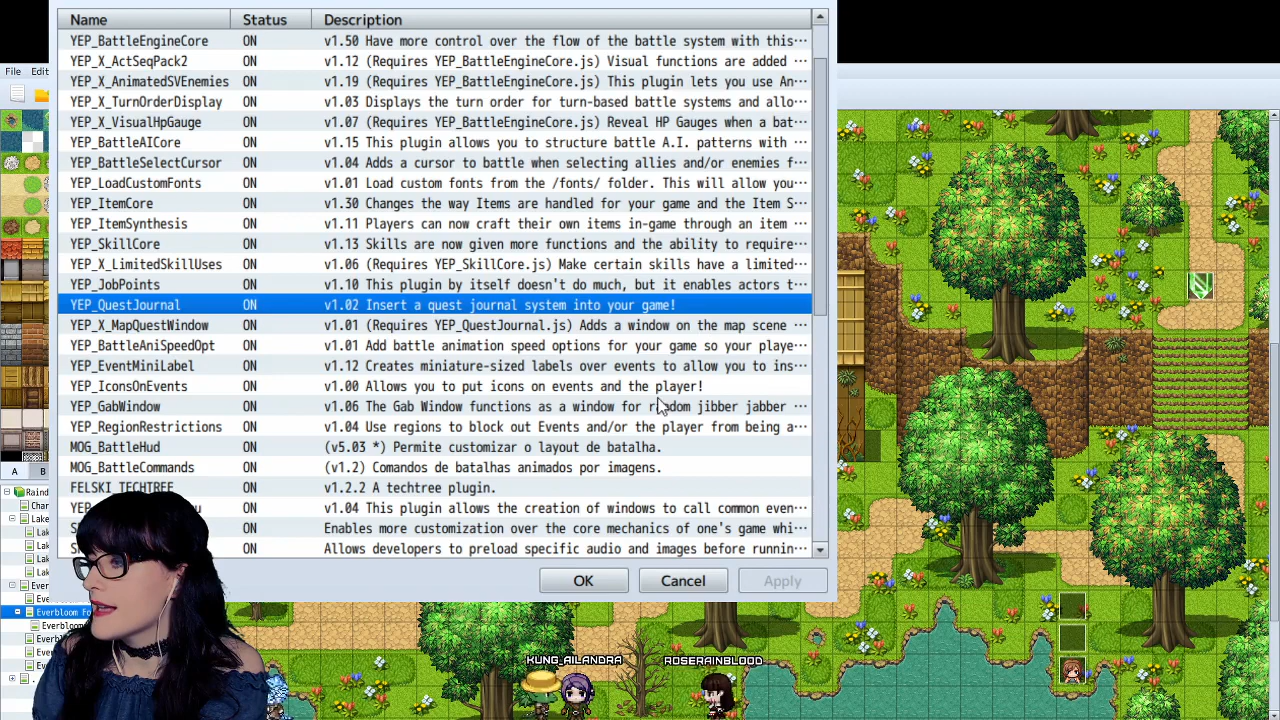 Name Status Description
YEP_BattleEngineCore ON v1.50 Have more control over the flow of the battle system with this⋯
YEP_X_ActSeqPack2 ON v1.12 (Requires YEP_BattleEngineCore.js) Visual functions are added ⋯
YEP_X_AnimatedSVEnemies ON v1.19 (Requires YEP_BattleEngineCore.js) This plugin lets you use An⋯
YEP_X_TurnOrderDisplay ON v1.03 Displays the turn order for turn-based battle systems and allo⋯
YEP_X_VisualHpGauge ON v1.07 (Requires YEP_BattleEngineCore.js) Reveal HP Gauges when a bat⋯
File Edit YEP_BattleAICore ON v1.15 This plugin allows you to structure battle A.I. patterns with ⋯
YEP_BattleSelectCursor ON v1.04 Adds a cursor to battle when selecting allies and/or enemies f⋯
YEP_LoadCustomFonts ON v1.01 Load custom fonts from the /fonts/ folder. This will allow you⋯
YEP_ItemCore ON v1.30 Changes the way Items are handled for your game and the Item S⋯
YEP_ItemSynthesis ON v1.11 Players can now craft their own items in-game through an item ⋯
YEP_SkillCore ON v1.13 Skills are now given more functions and the ability to require⋯
YEP_X_LimitedSkillUses ON v1.06 (Requires YEP_SkillCore.js) Make certain skills have a limited⋯
YEP_JobPoints ON v1.10 This plugin by itself doesn't do much, but it enables actors t⋯
YEP_QuestJournal ON v1.02 Insert a quest journal system into your game!
YEP_X_MapQuestWindow ON v1.01 (Requires YEP_QuestJournal.js) Adds a window on the map scene ⋯
YEP_BattleAniSpeedOpt ON v1.01 Add battle animation speed options for your game so your playe⋯
YEP_EventMiniLabel ON v1.12 Creates miniature-sized labels over events to allow you to ins⋯
YEP_IconsOnEvents ON v1.00 Allows you to put icons on events and the player!
YEP_GabWindow ON v1.06 The Gab Window functions as a window for random jibber jabber ⋯
YEP_RegionRestrictions ON v1.04 Use regions to block out Events and/or the player from being a⋯
MOG_BattleHud ON (v5.03 *) Permite customizar o layout de batalha.
MOG_BattleCommands ON (v1.2) Comandos de batalhas animados por imagens.
A B
FELSKI_TECHTREE ON v1.2.2 A techtree plugin.
ON v1.04 This plugin allows the creation of windows to call common even⋯
ON Enables more customization over the core mechanics of one's game whi⋯
ON Allows developers to preload specific audio and images before runnin⋯
OK Cancel Apply
Everbloom Fo
Everbloom
KUNG_AILANDRA ROSERAINBLOOD